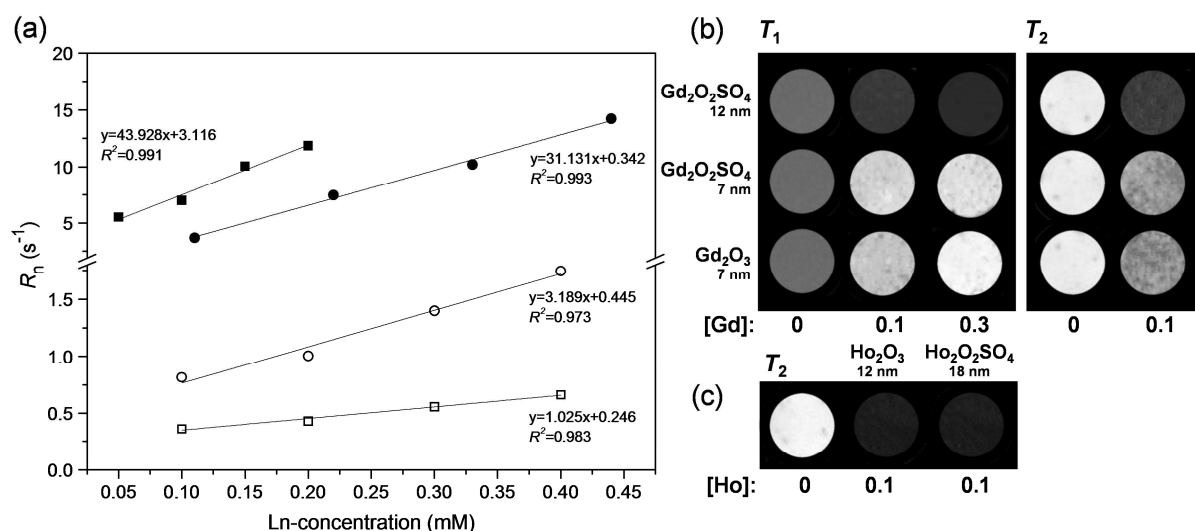 (a)
20
15
10
5
1.5
1.0
0.5
0.0
Rₙ (s⁻¹)
y=43.928x+3.116
R²=0.991
y=31.131x+0.342
R²=0.993
y=3.189x+0.445
R²=0.973
y=1.025x+0.246
R²=0.983
0.05 0.10 0.15 0.20 0.25 0.30 0.35 0.40 0.45
Ln-concentration (mM)
(b)
T₁ T₂
Gd₂O₂SO₄
12 nm
Gd₂O₂SO₄
7 nm
Gd₂O₃
7 nm
[Gd]: 0 0.1 0.3 0 0.1
(c)
T₂
Ho₂O₃ Ho₂O₂SO₄
12 nm 18 nm
[Ho]: 0 0.1 0.1